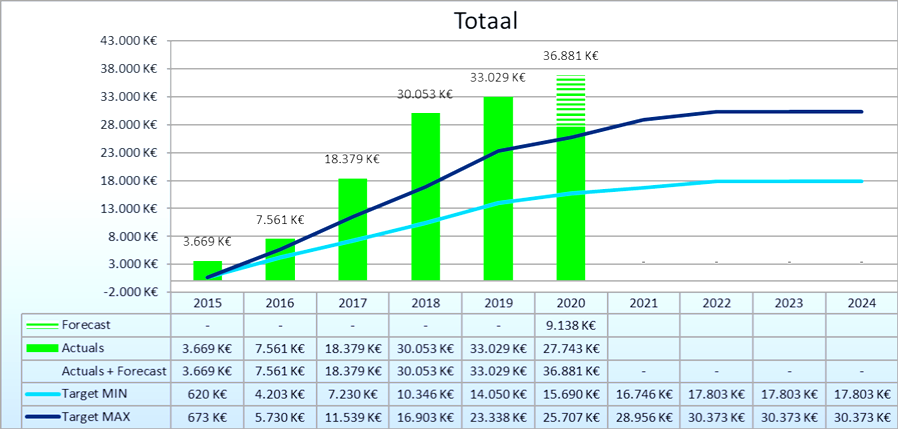 Totaal
43.000 K€
38.000 K€
33.000 K€
28.000 K€
23.000 K€
18.000 K€
13.000 K€
8.000 K€
3.000 K€
-2.000 K€
3.669 K€
7.561 K€
18.379 K€
30.053 K€
33.029 K€
36.881 K€
- - - -
2015 2016 2017 2018 2019 2020 2021 2022 2023 2024
Forecast - - - - - 9.138 K€
Actuals 3.669 K€ 7.561 K€ 18.379 K€ 30.053 K€ 33.029 K€ 27.743 K€
Actuals + Forecast 3.669 K€ 7.561 K€ 18.379 K€ 30.053 K€ 33.029 K€ 36.881 K€ - - - -
Target MIN 620 K€ 4.203 K€ 7.230 K€ 10.346 K€ 14.050 K€ 15.690 K€ 16.746 K€ 17.803 K€ 17.803 K€ 17.803 K€
Target MAX 673 K€ 5.730 K€ 11.539 K€ 16.903 K€ 23.338 K€ 25.707 K€ 28.956 K€ 30.373 K€ 30.373 K€ 30.373 K€